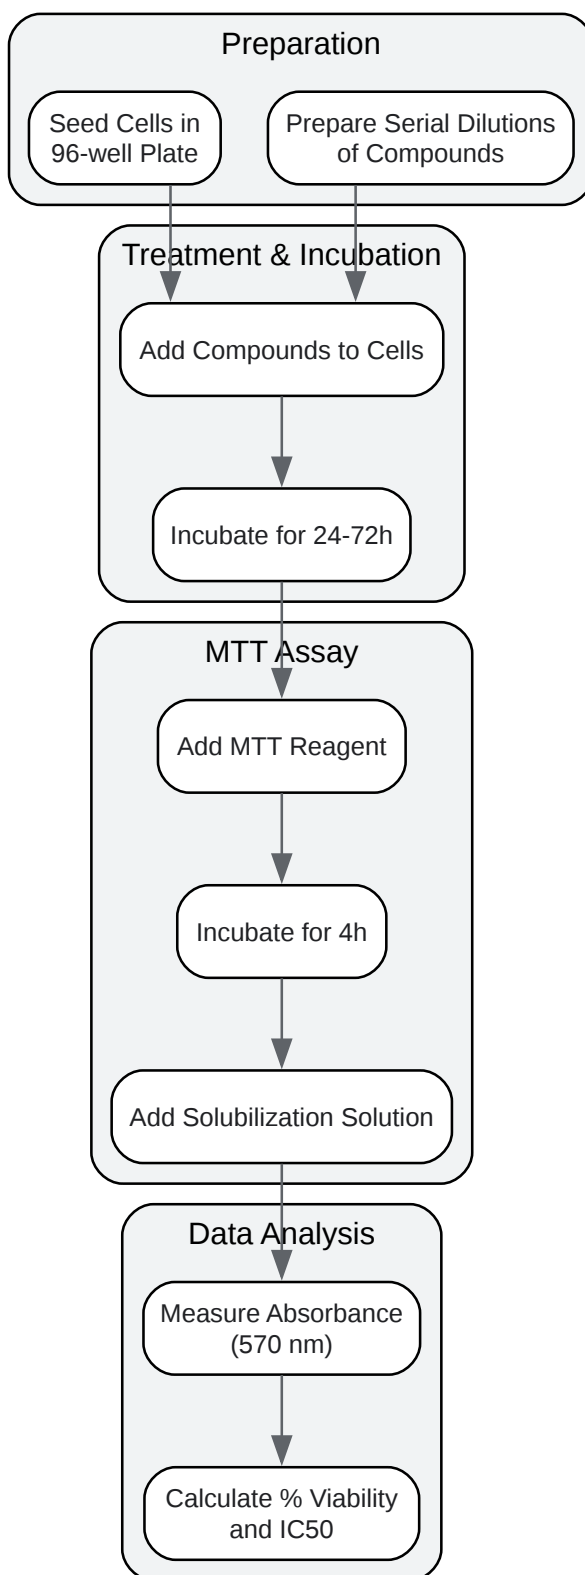 Preparation
Seed Cells in
96-well Plate
Prepare Serial Dilutions
of Compounds
Treatment & Incubation
Add Compounds to Cells
Incubate for 24-72h
MTT Assay
Add MTT Reagent
Incubate for 4h
Add Solubilization Solution
Data Analysis
Measure Absorbance
(570 nm)
Calculate % Viability
and IC50